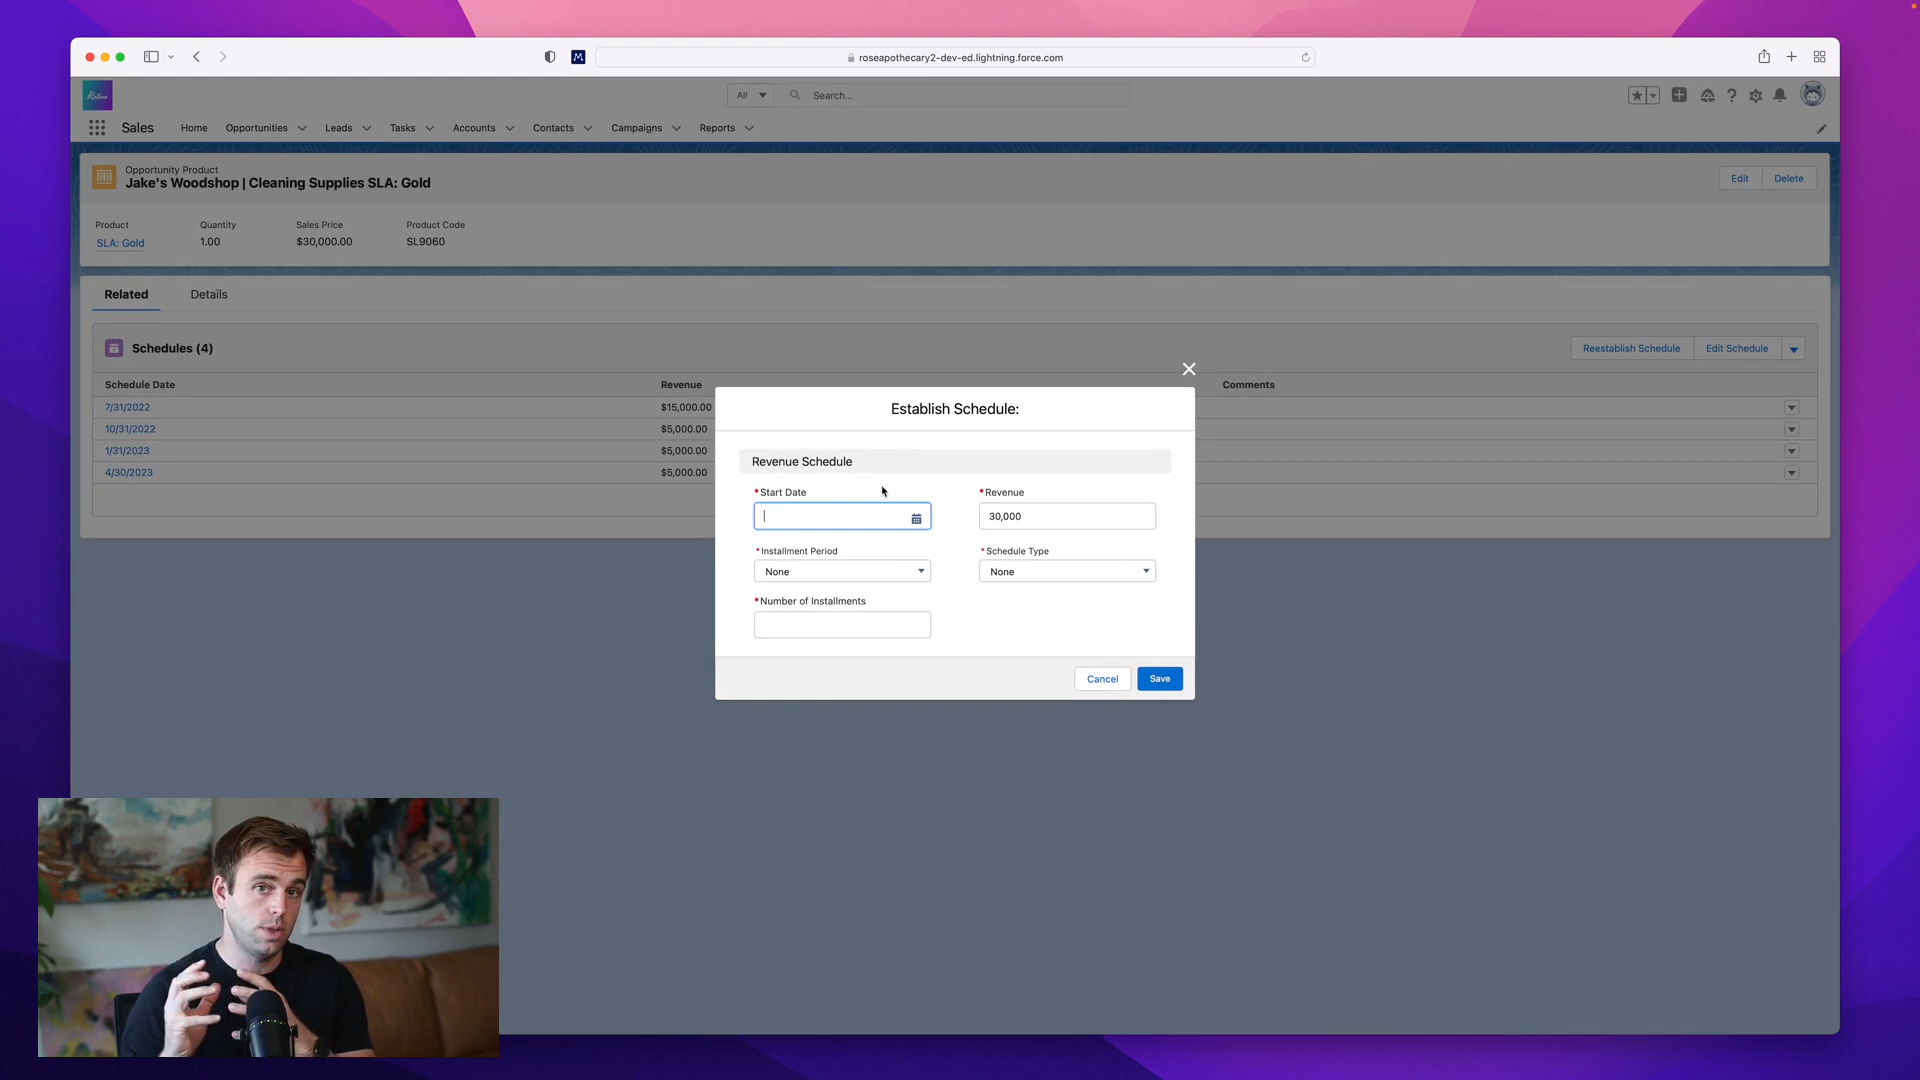 roseapothecary2-dev-ed.lightning.force.com
All
Search...
Sales
Home
Opportunities
Leads
Tasks
Accounts
Contacts
Campaigns
Reports
Opportunity Product
Jake's Woodshop | Cleaning Supplies SLA: Gold
Edit
Delete
Product
Quantity
Sales Price
Product Code
SLA: Gold
1.00
$30,000.00
SL9060
Related
Details
Schedules (4)
Reestablish Schedule
Edit Schedule
Schedule Date
Revenue
Comments
7/31/2022
$15,000.00
10/31/2022
$5,000.00
1/31/2023
$5,000.00
4/30/2023
$5,000.00
Establish Schedule:
Revenue Schedule
*Start Date
*Revenue
30,000
*Installment Period
*Schedule Type
None
None
*Number of Installments
Cancel
Save